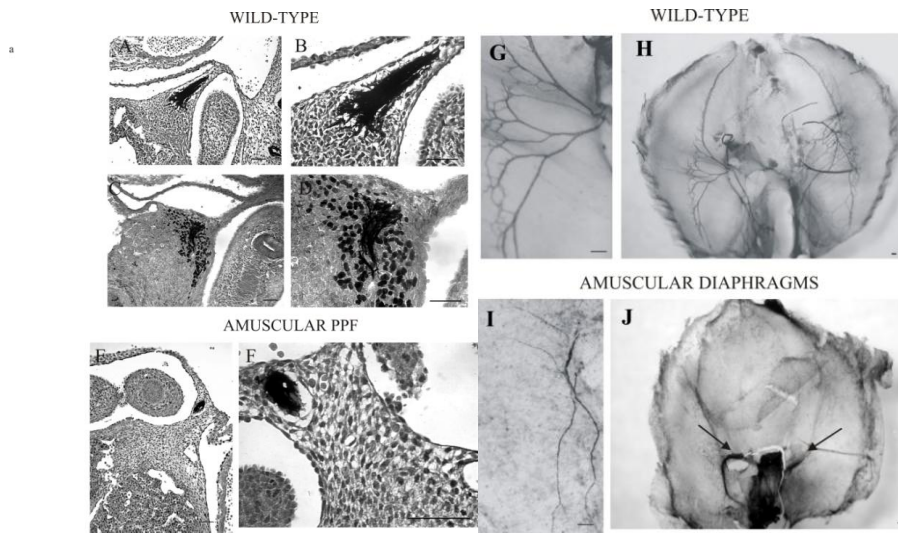 a
WILD-TYPE
A
B
C
D
AMUSCULAR PPF
E
F
WILD-TYPE
G
H
AMUSCULAR DIAPHRAGMS
I
J